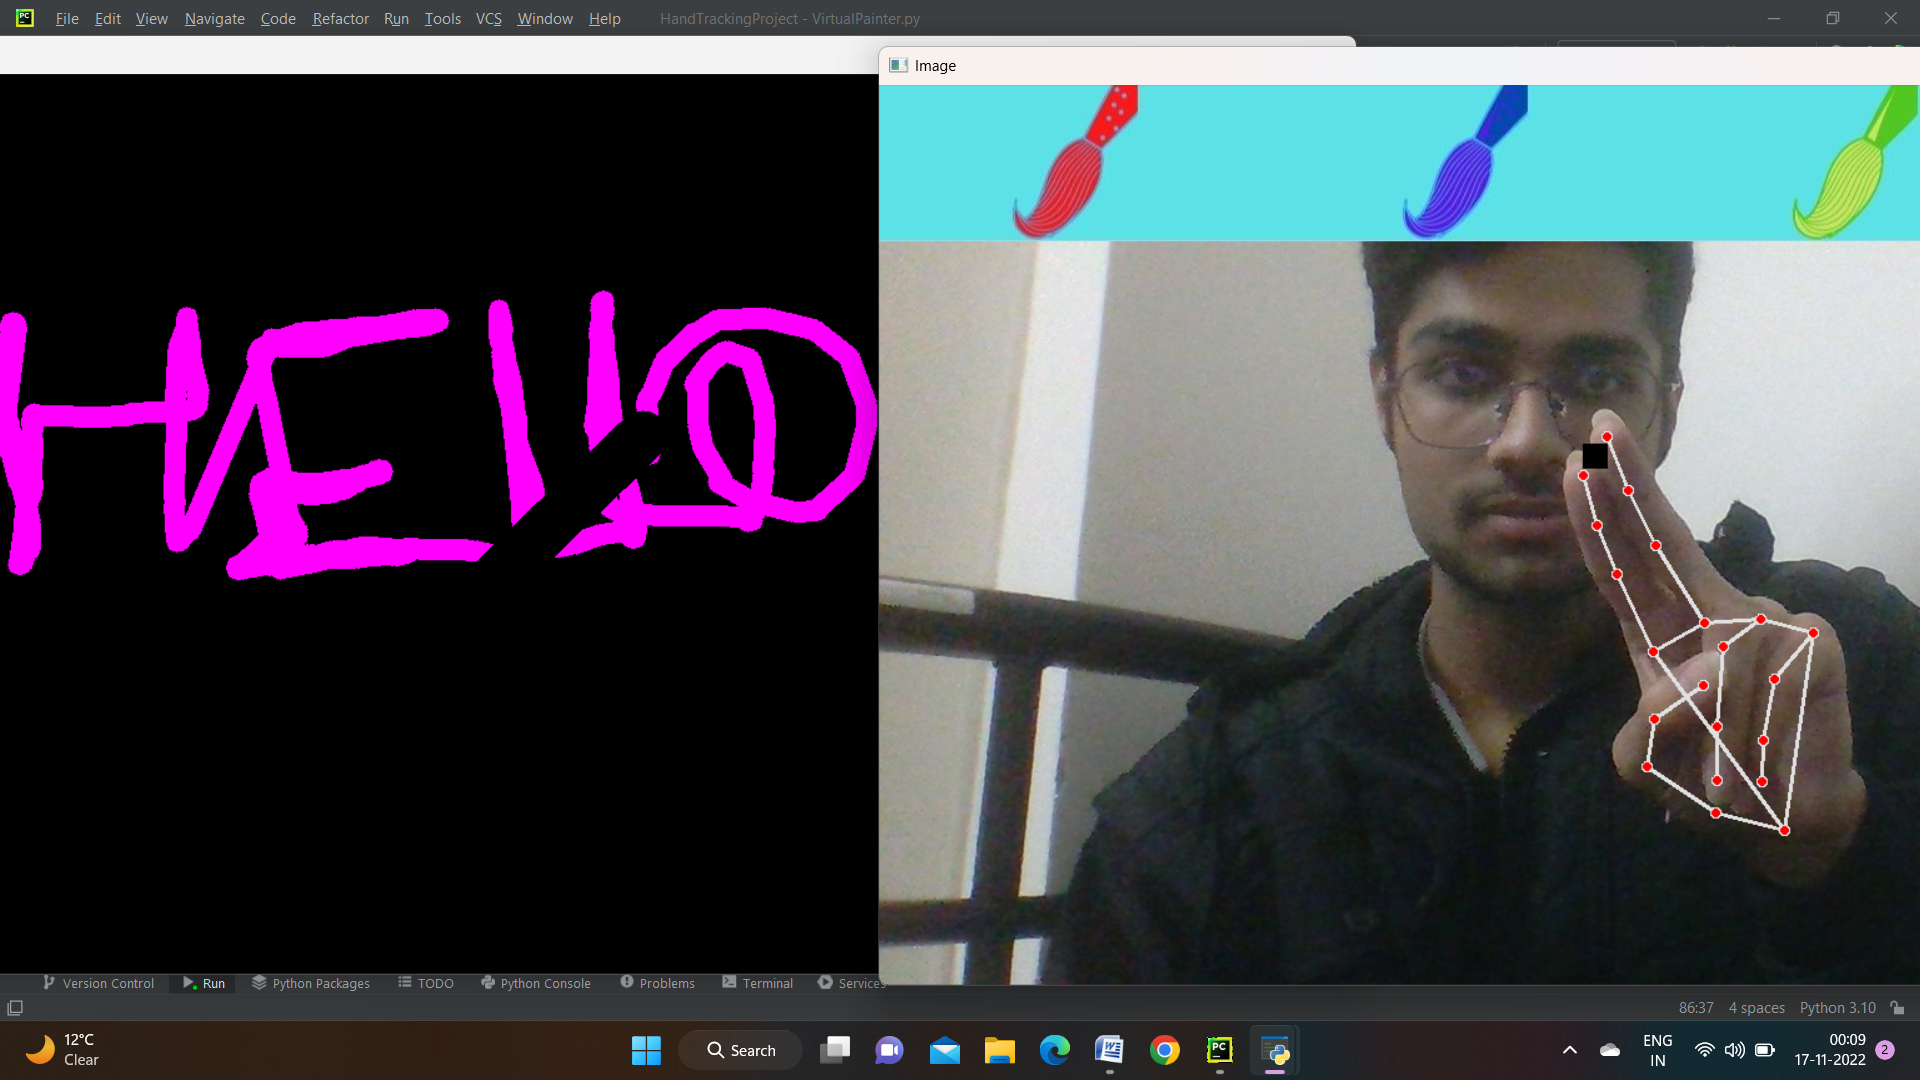 PC File Edit View Navigate Code Refactor Run Tools VCS Window Help HandTrackingProject - VirtualPainter.py
Image
HELLO
Version Control Run Python Packages TODO Python Console Problems Terminal Services
86:37 4 spaces Python 3.10
12°C
Clear
Search
PC
ENG
IN
00:09
17-11-2022
2